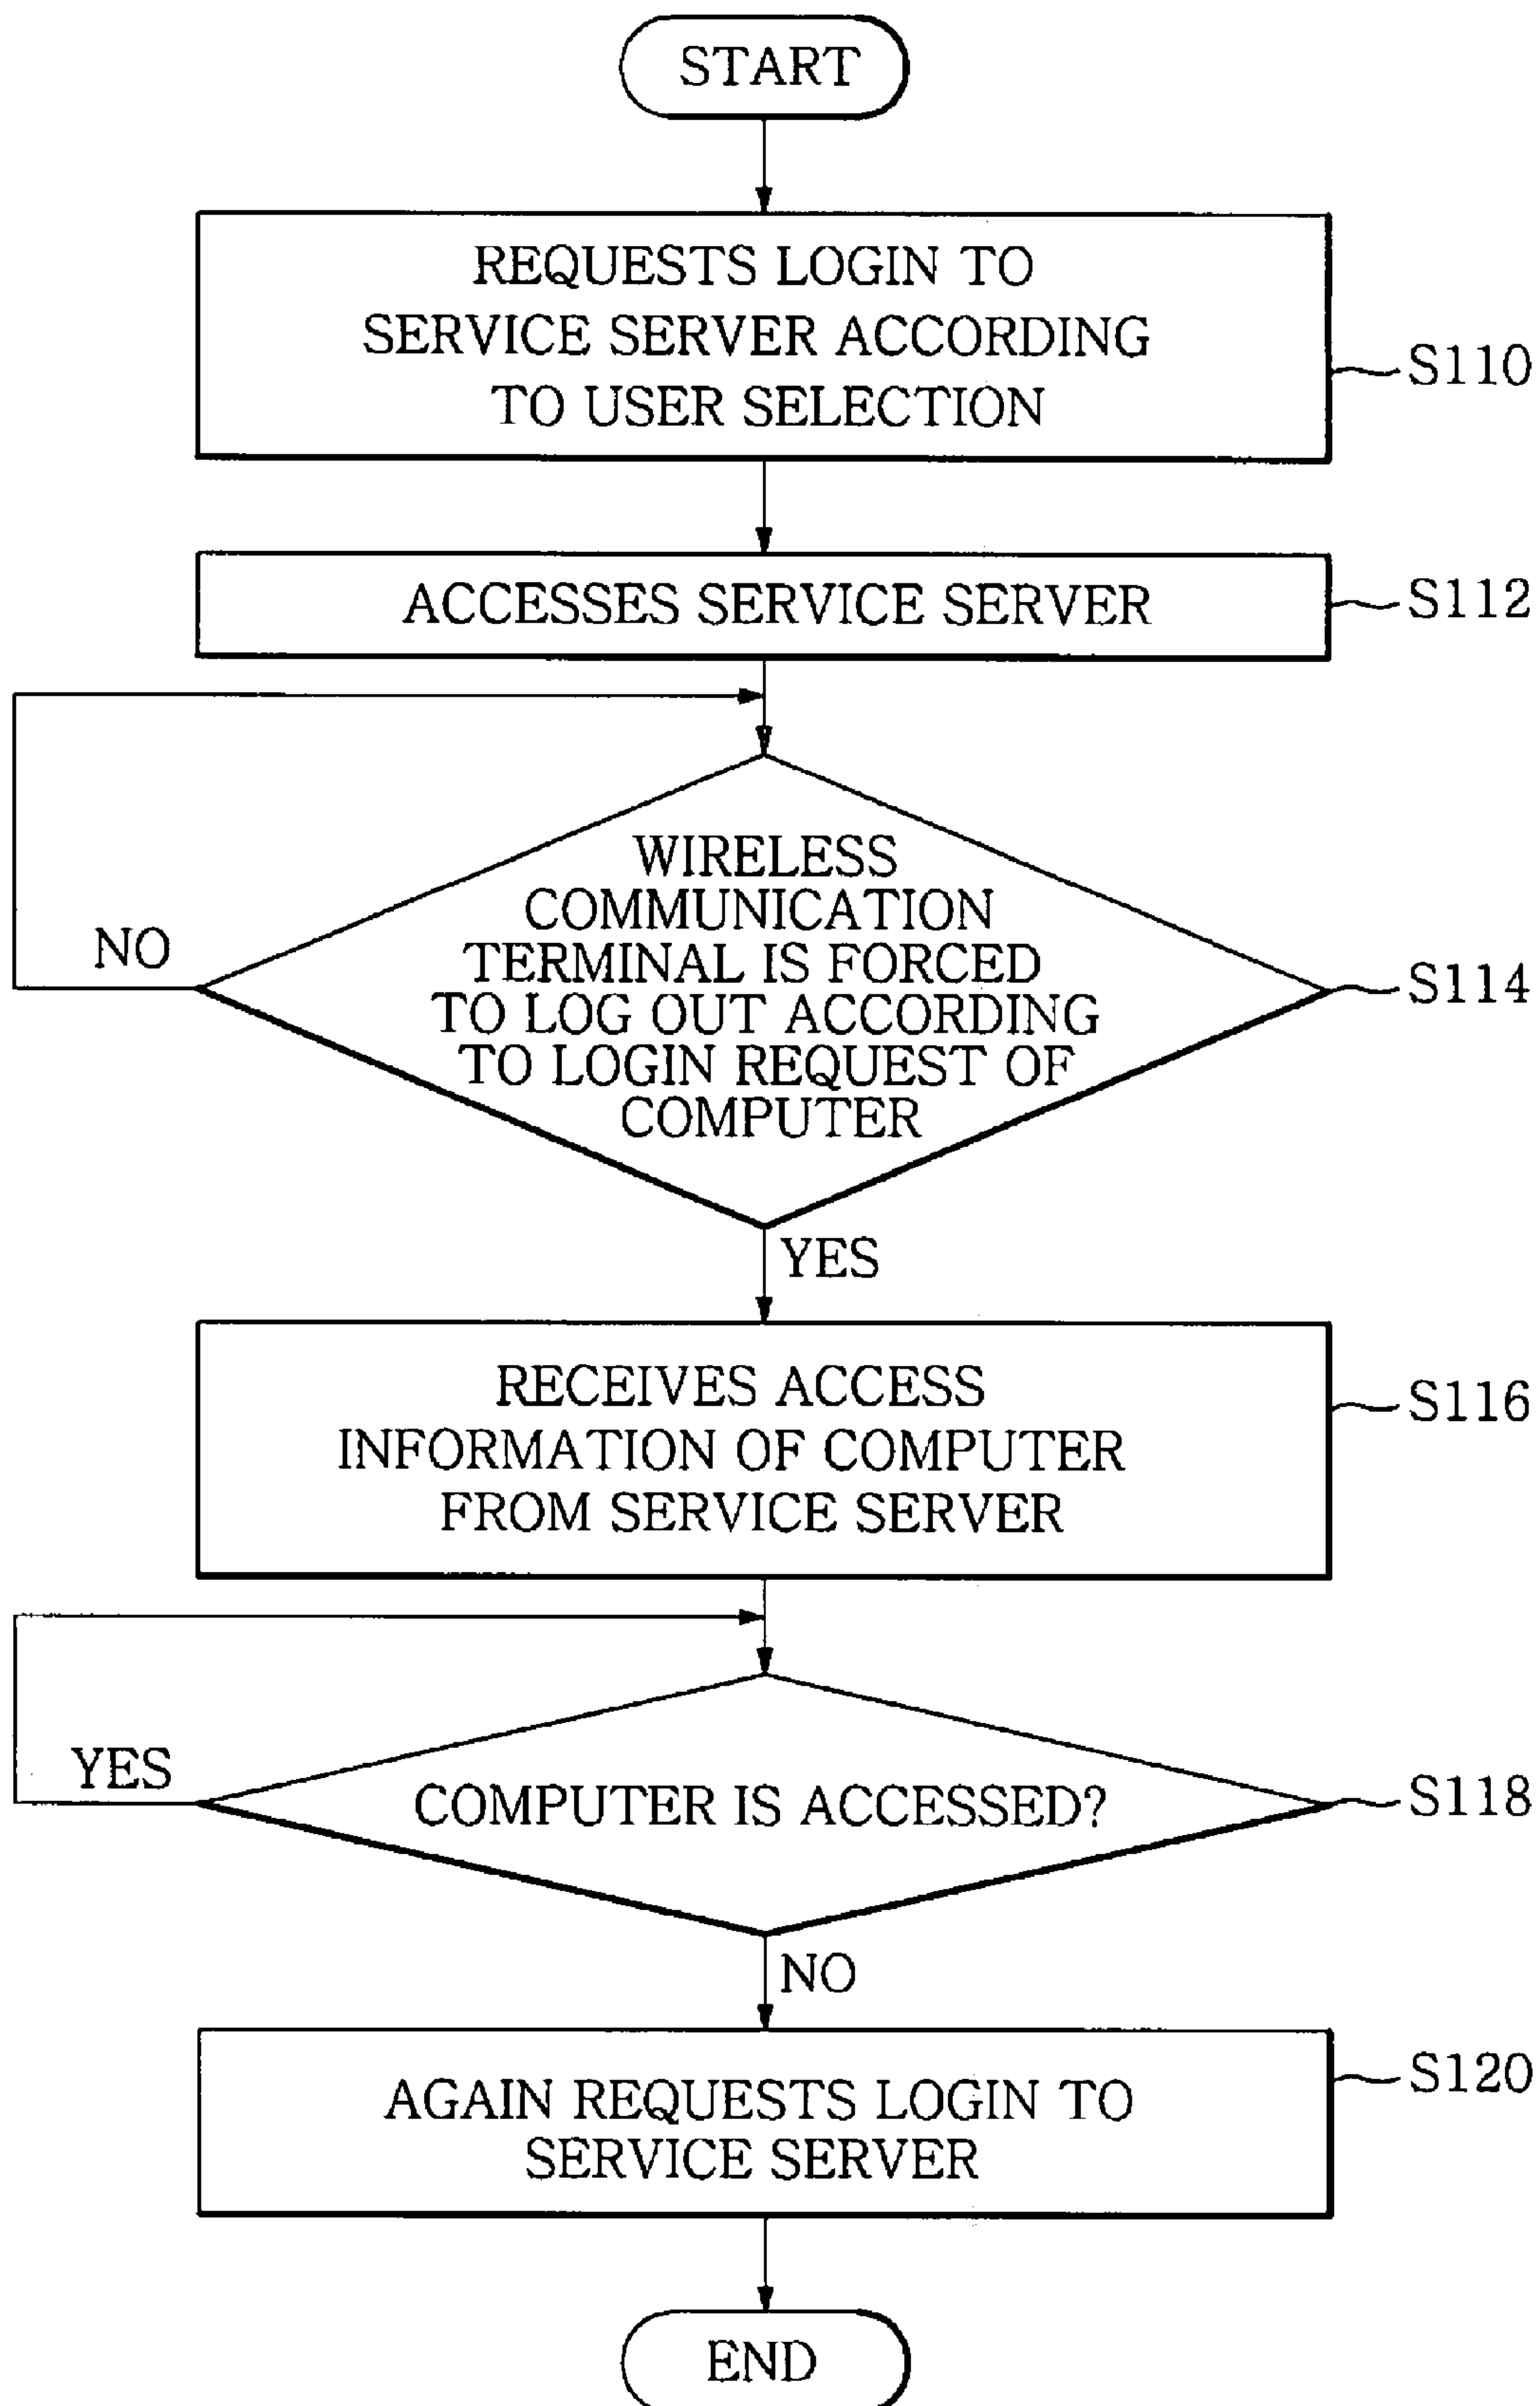 START
REQUESTS LOGIN TO
SERVICE SERVER ACCORDING
TO USER SELECTION
S110
ACCESSES SERVICE SERVER
S112
WIRELESS
COMMUNICATION
TERMINAL IS FORCED
TO LOG OUT ACCORDING
TO LOGIN REQUEST OF
COMPUTER
NO
S114
YES
RECEIVES ACCESS
INFORMATION OF COMPUTER
FROM SERVICE SERVER
S116
YES
COMPUTER IS ACCESSED?
S118
NO
AGAIN REQUESTS LOGIN TO
SERVICE SERVER
S120
END